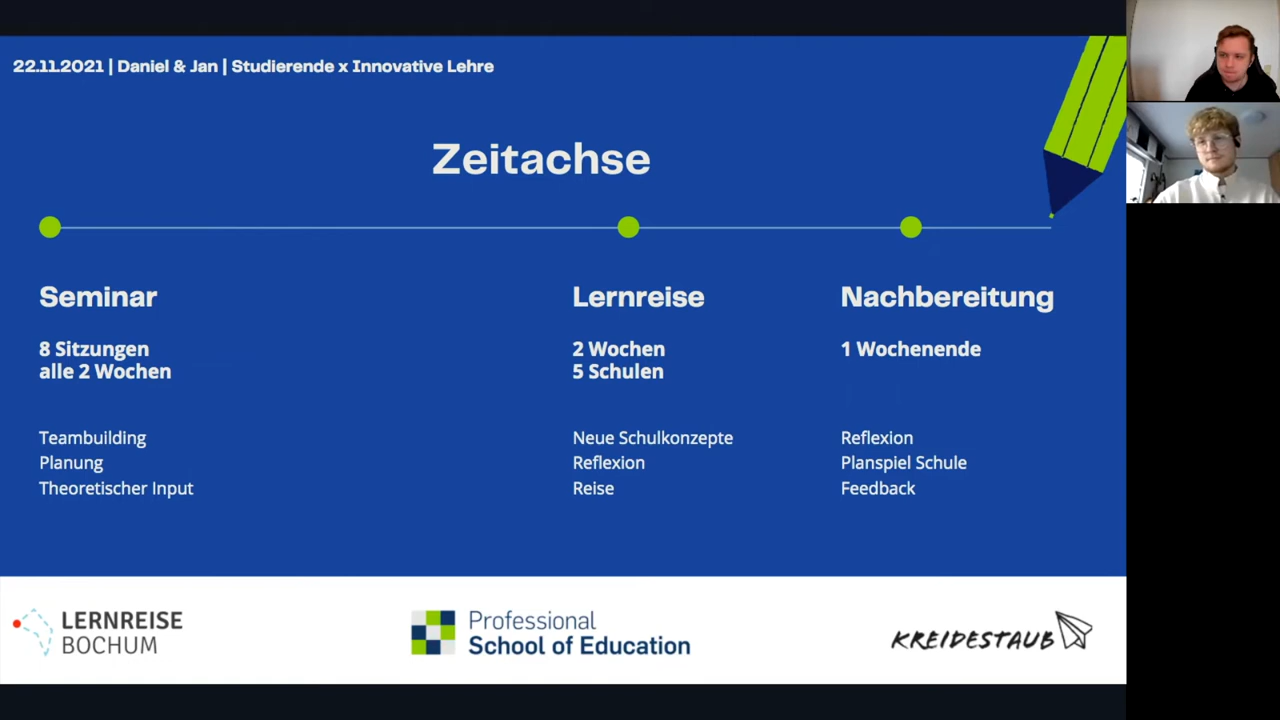 22.11.2021 | Daniel & Jan | Studierende x Innovative Lehre
Zeitachse
Seminar
8 Sitzungen
alle 2 Wochen
Teambuilding
Planung
Theoretischer Input
Lernreise
2 Wochen
5 Schulen
Neue Schulkonzepte
Reflexion
Reise
Nachbereitung
1 Wochenende
Reflexion
Planspiel Schule
Feedback
LERNREISE
BOCHUM
Professional
School of Education
KREIDESTAUB